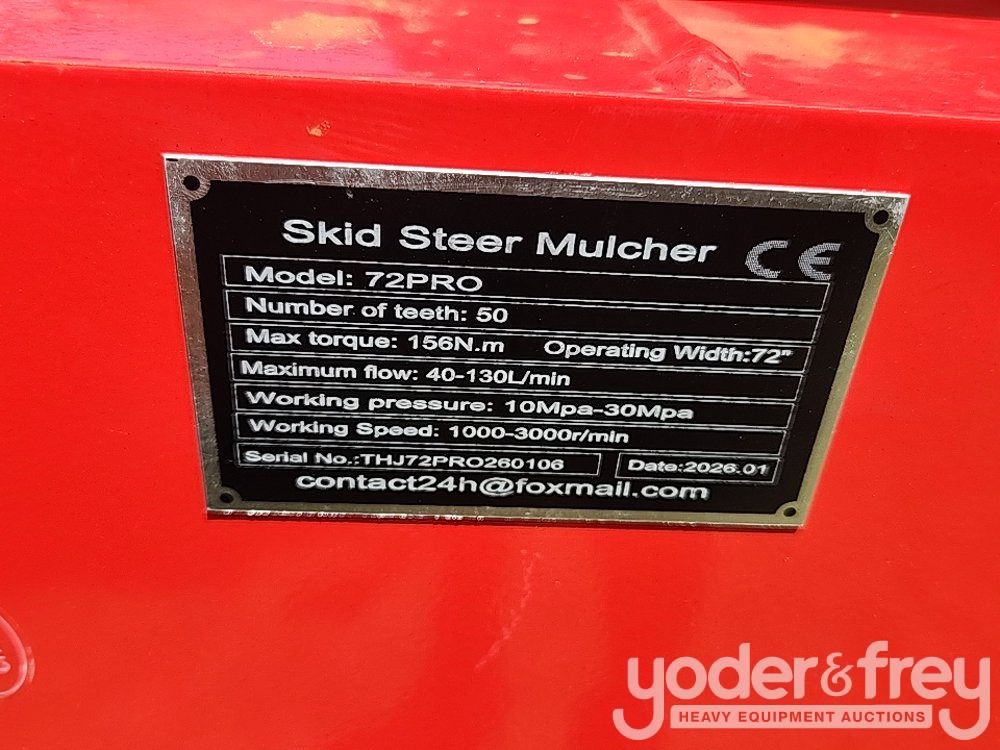 Skid Steer Mulcher CE
Model: 72PRO
Number of teeth: 50
Max torque: 156N.m Operating Width:72"
Maximum flow: 40-130L/min
Working pressure: 10Mpa-30Mpa
Working Speed: 1000-3000r/min
Serial No.:THJ72PRO260106 Date:2026.01
contact24h@foxmail.com
yoder&frey
HEAVY EQUIPMENT AUCTIONS